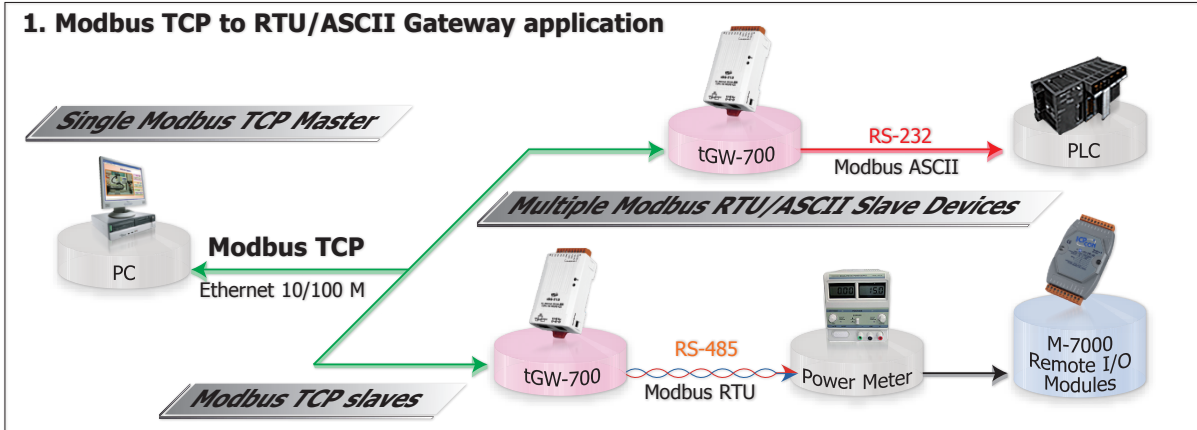 1. Modbus TCP to RTU/ASCII Gateway application
Single Modbus TCP Master
tGW-700
RS-232
Modbus ASCII
PLC
Multiple Modbus RTU/ASCII Slave Devices
PC
Modbus TCP
Ethernet 10/100 M
tGW-700
RS-485
Modbus RTU
Power Meter
M-7000
Remote I/O
Modules
Modbus TCP slaves